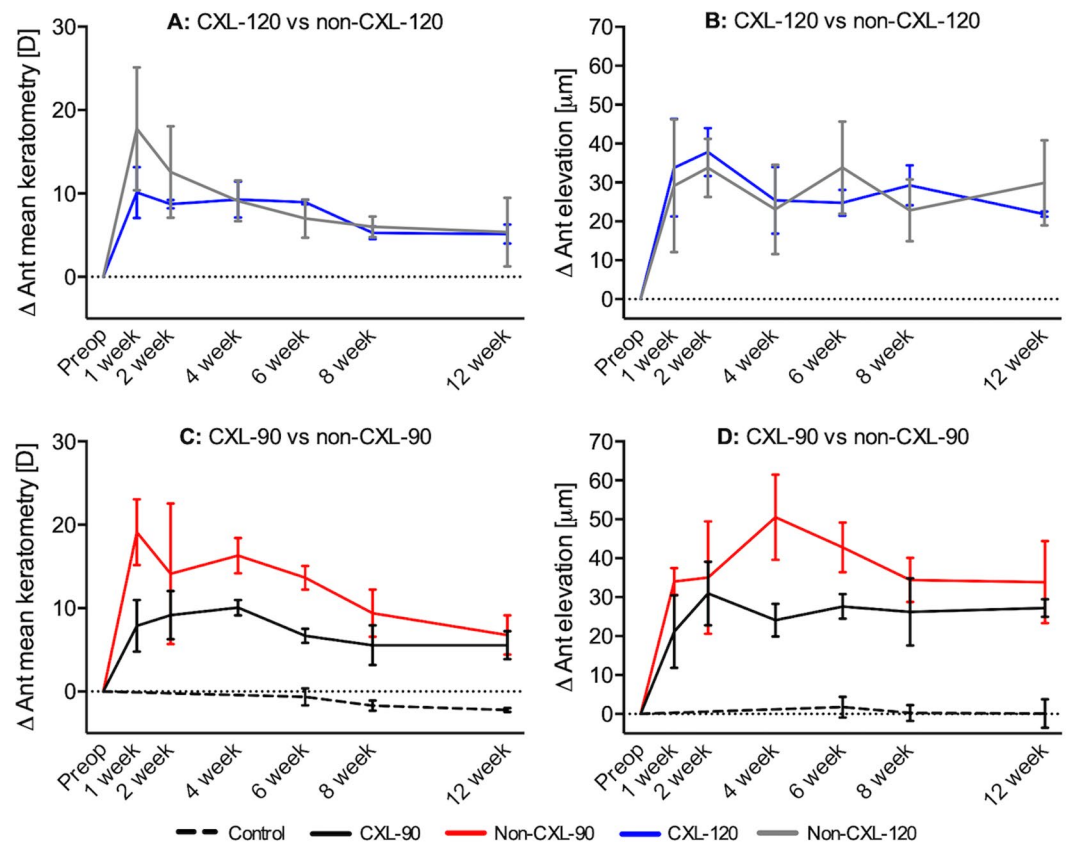 A: CXL-120 vs non-CXL-120
Δ Ant mean keratometry [D]
30
20
10
0
Preop
1 week
2 week
4 week
6 week
8 week
12 week
B: CXL-120 vs non-CXL-120
Δ Ant elevation [μm]
70
60
50
40
30
20
10
0
Preop
1 week
2 week
4 week
6 week
8 week
12 week
C: CXL-90 vs non-CXL-90
Δ Ant mean keratometry [D]
30
20
10
0
Preop
1 week
2 week
4 week
6 week
8 week
12 week
D: CXL-90 vs non-CXL-90
Δ Ant elevation [μm]
70
60
50
40
30
20
10
0
Preop
1 week
2 week
4 week
6 week
8 week
12 week
Control CXL-90 Non-CXL-90 CXL-120 Non-CXL-120